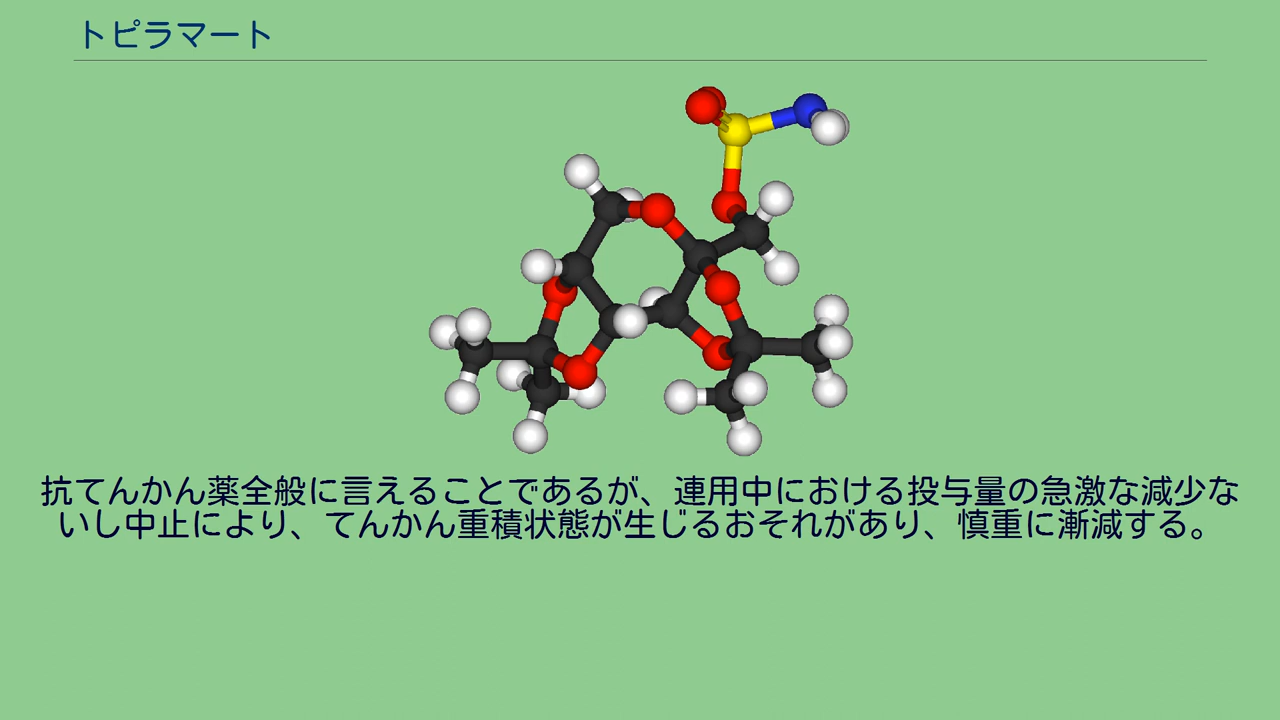 トピラマート
抗てんかん薬全般に言えることであるが、連用中における投与量の急激な減少な
いし中止により、てんかん重積状態が生じるおそれがあり、慎重に漸減する。